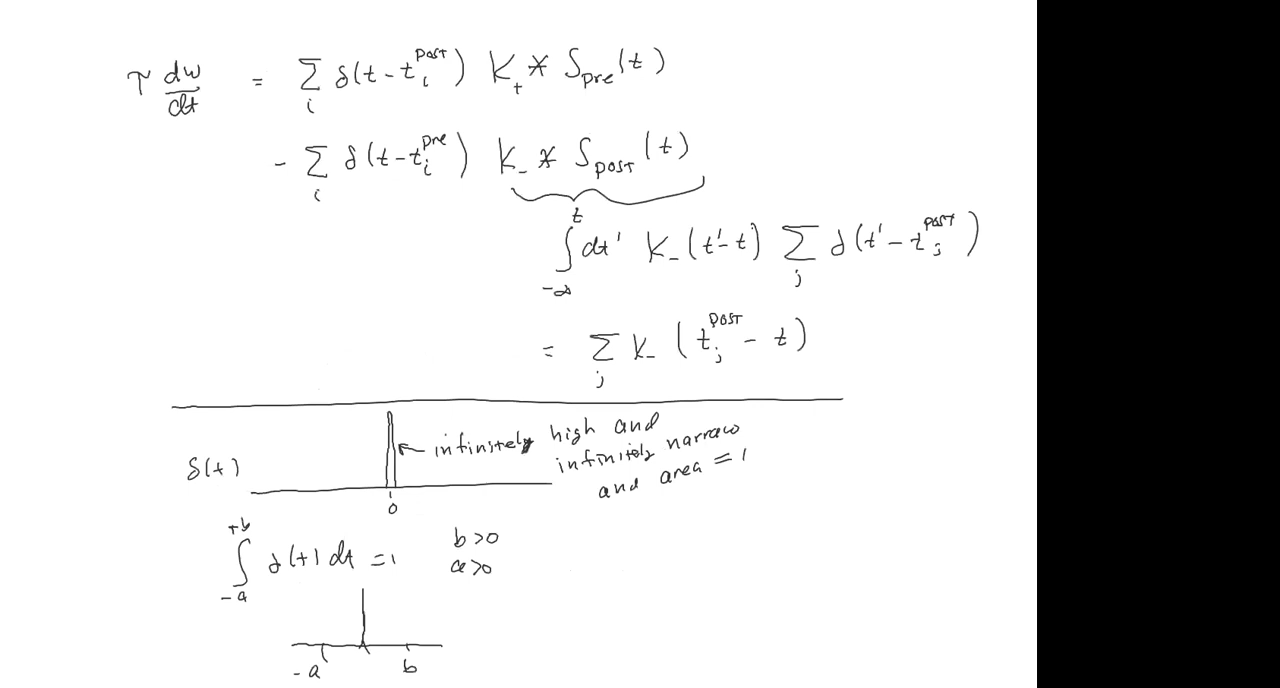 τ dw/dt = Σ_i δ(t - t_i^post) K_+ * S_pre(t)
- Σ_i δ(t - t_i^pre) K_- * S_post(t)
∫_{-∞}^{t} dt' K_-(t' - t) Σ_j δ(t' - t_j^post)
= Σ_j K_-(t_j^post - t)
δ(t)
infinitely high and
infinitely narrow
and area = 1
0
∫_{-a}^{+b} δ(t) dt = 1 b>0
a>0
-a b